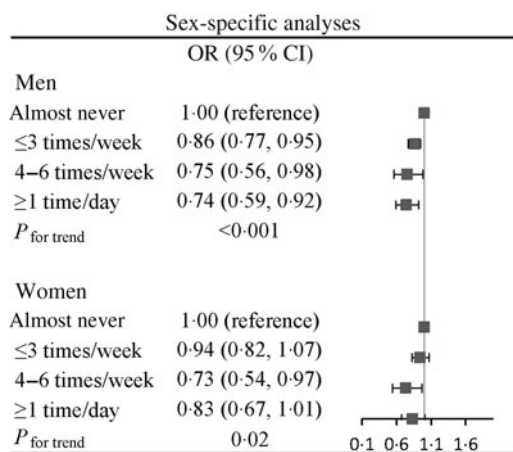 Sex-specific analyses
OR (95 % CI)
Men
Almost never 1·00 (reference)
≤3 times/week 0·86 (0·77, 0·95)
4–6 times/week 0·75 (0·56, 0·98)
≥1 time/day 0·74 (0·59, 0·92)
P for trend <0·001
Women
Almost never 1·00 (reference)
≤3 times/week 0·94 (0·82, 1·07)
4–6 times/week 0·73 (0·54, 0·97)
≥1 time/day 0·83 (0·67, 1·01)
P for trend 0·02 0·1 0·6 1·1 1·6